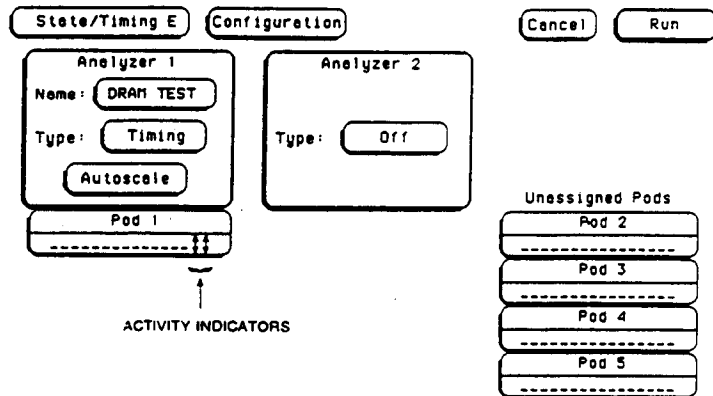 State/Timing E Configuration Cancel Run
Analyzer 1
Name: DRAM TEST
Type: Timing
Autoscale
Pod 1
Analyzer 2
Type: Off
Unassigned Pods
Pod 2
Pod 3
Pod 4
Pod 5
ACTIVITY INDICATORS